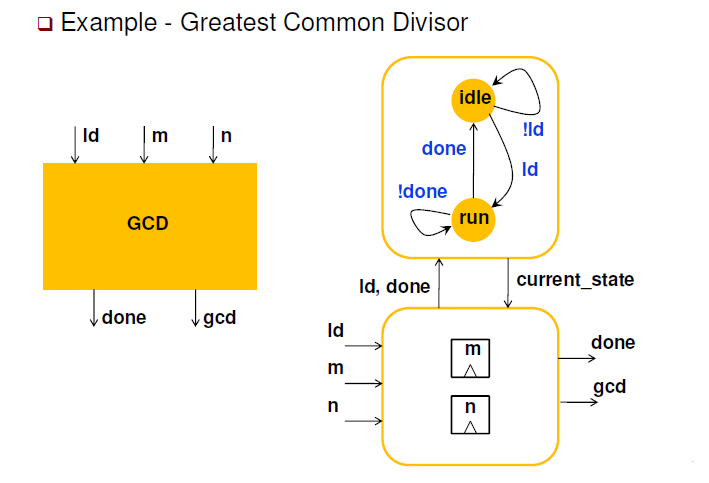 Example - Greatest Common Divisor
ld
m
n
GCD
done
gcd
idle
!ld
done
ld
!done
run
ld, done
current_state
ld
m
n
m
n
done
gcd